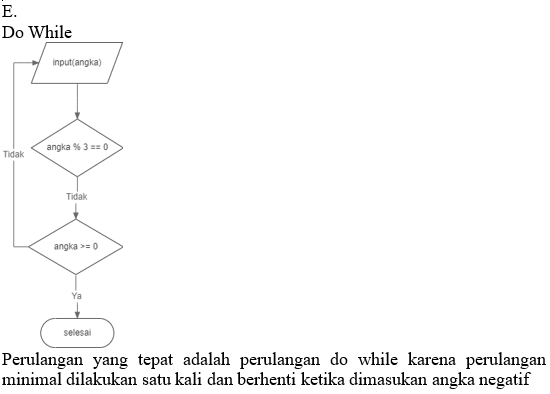 E.
Do While
input(angka)
angka % 3 == 0
Tidak
Tidak
angka >= 0
Ya
selesai
Perulangan yang tepat adalah perulangan do while karena perulangan
minimal dilakukan satu kali dan berhenti ketika dimasukan angka negatif